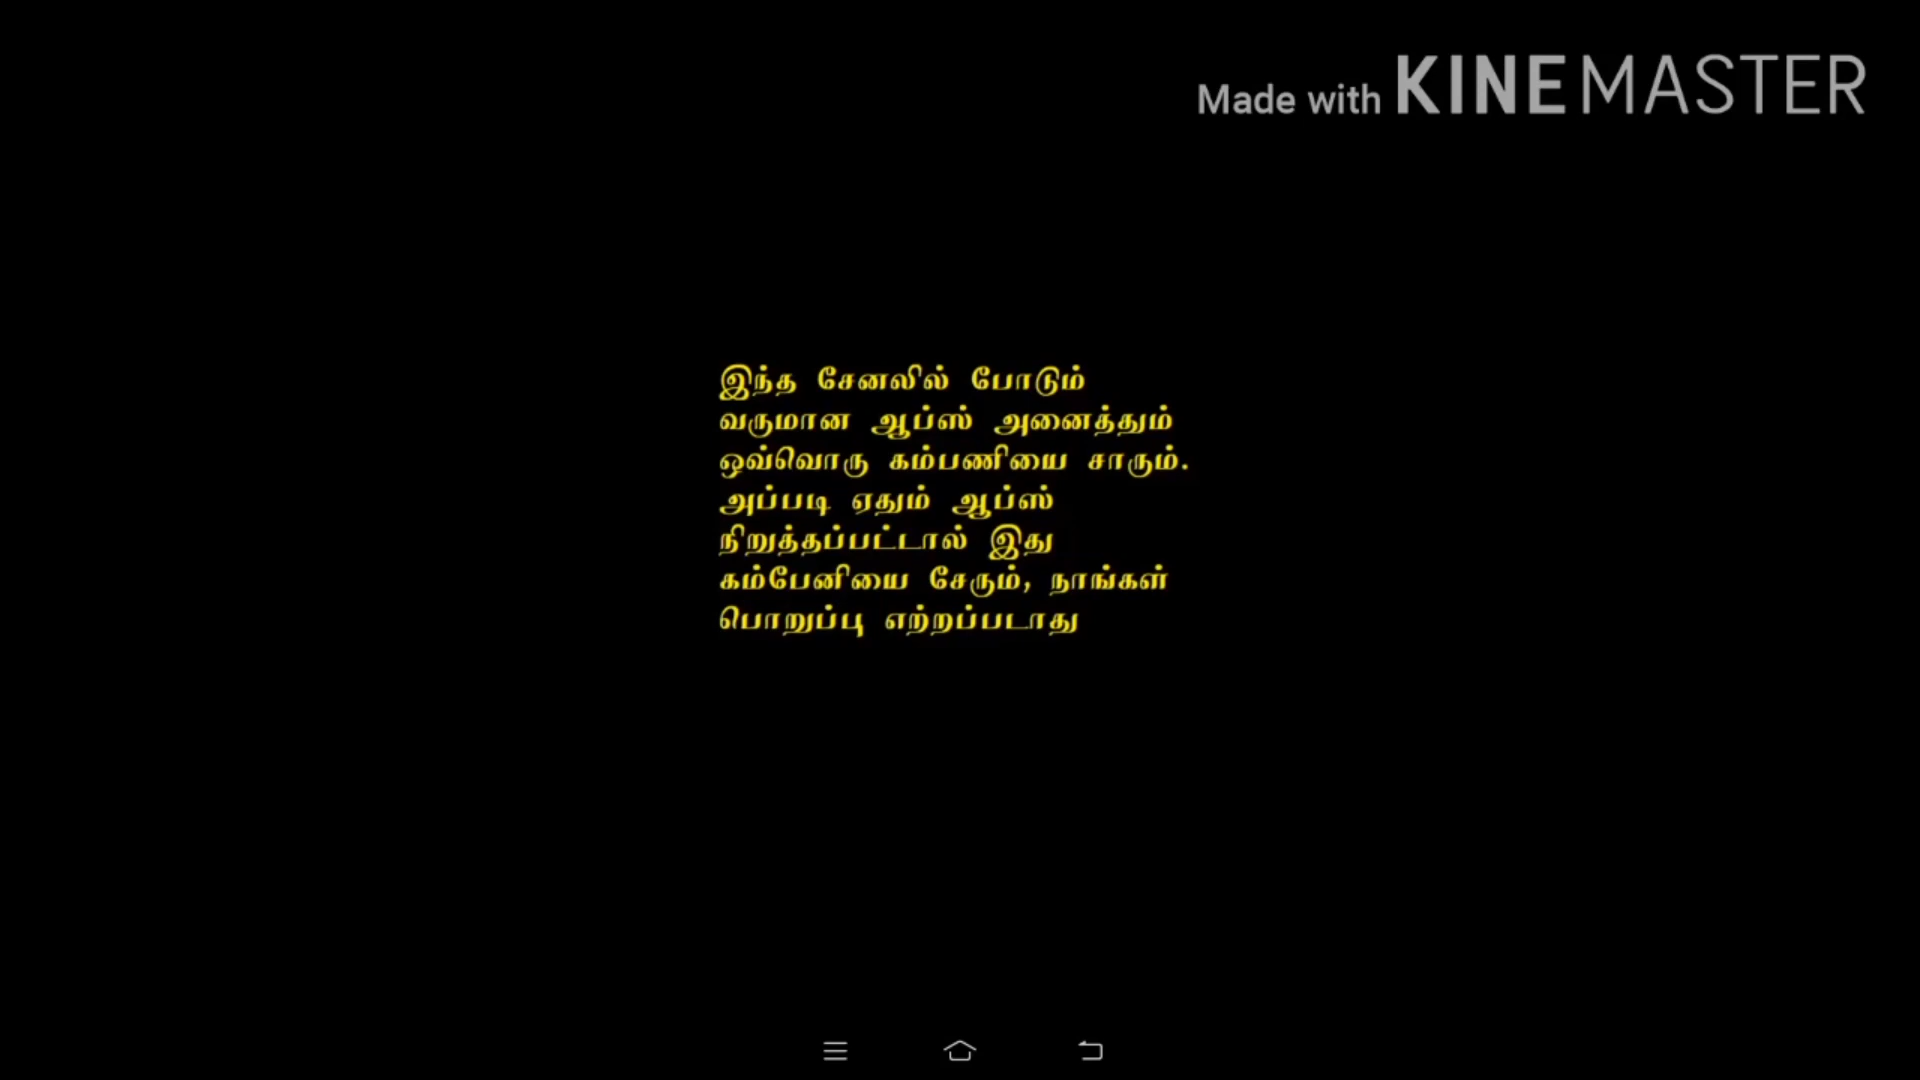 Made with KINEMASTER
இந்த சேனலில் போடும்
வருமான ஆப்ஸ் அனைத்தும்
ஒவ்வொரு கம்பணியை சாரும்.
அப்படி ஏதும் ஆப்ஸ்
நிறுத்தப்பட்டால் இது
கம்பேனியை சேரும், நாங்கள்
பொறுப்பு எற்றப்படாது